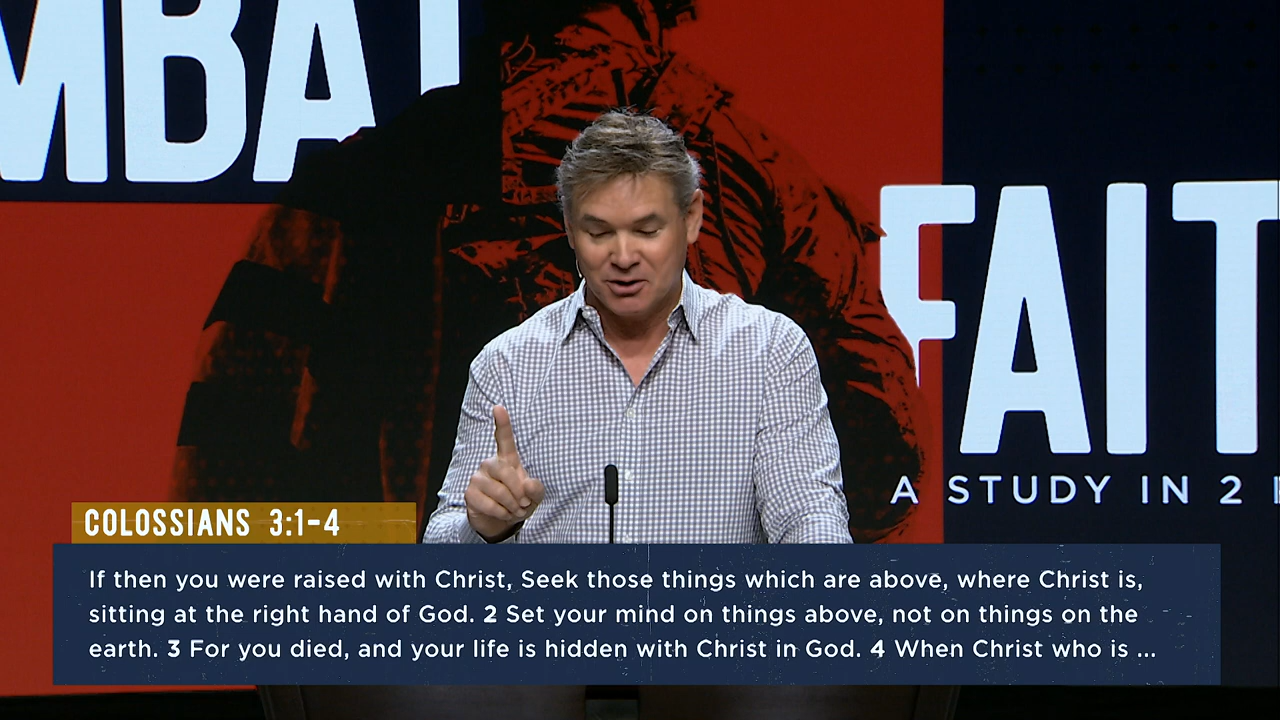 MBAT
FAIT
A STUDY IN 2
COLOSSIANS 3:1-4
If then you were raised with Christ, Seek those things which are above, where Christ is,
sitting at the right hand of God. 2 Set your mind on things above, not on things on the
earth. 3 For you died, and your life is hidden with Christ in God. 4 When Christ who is ...